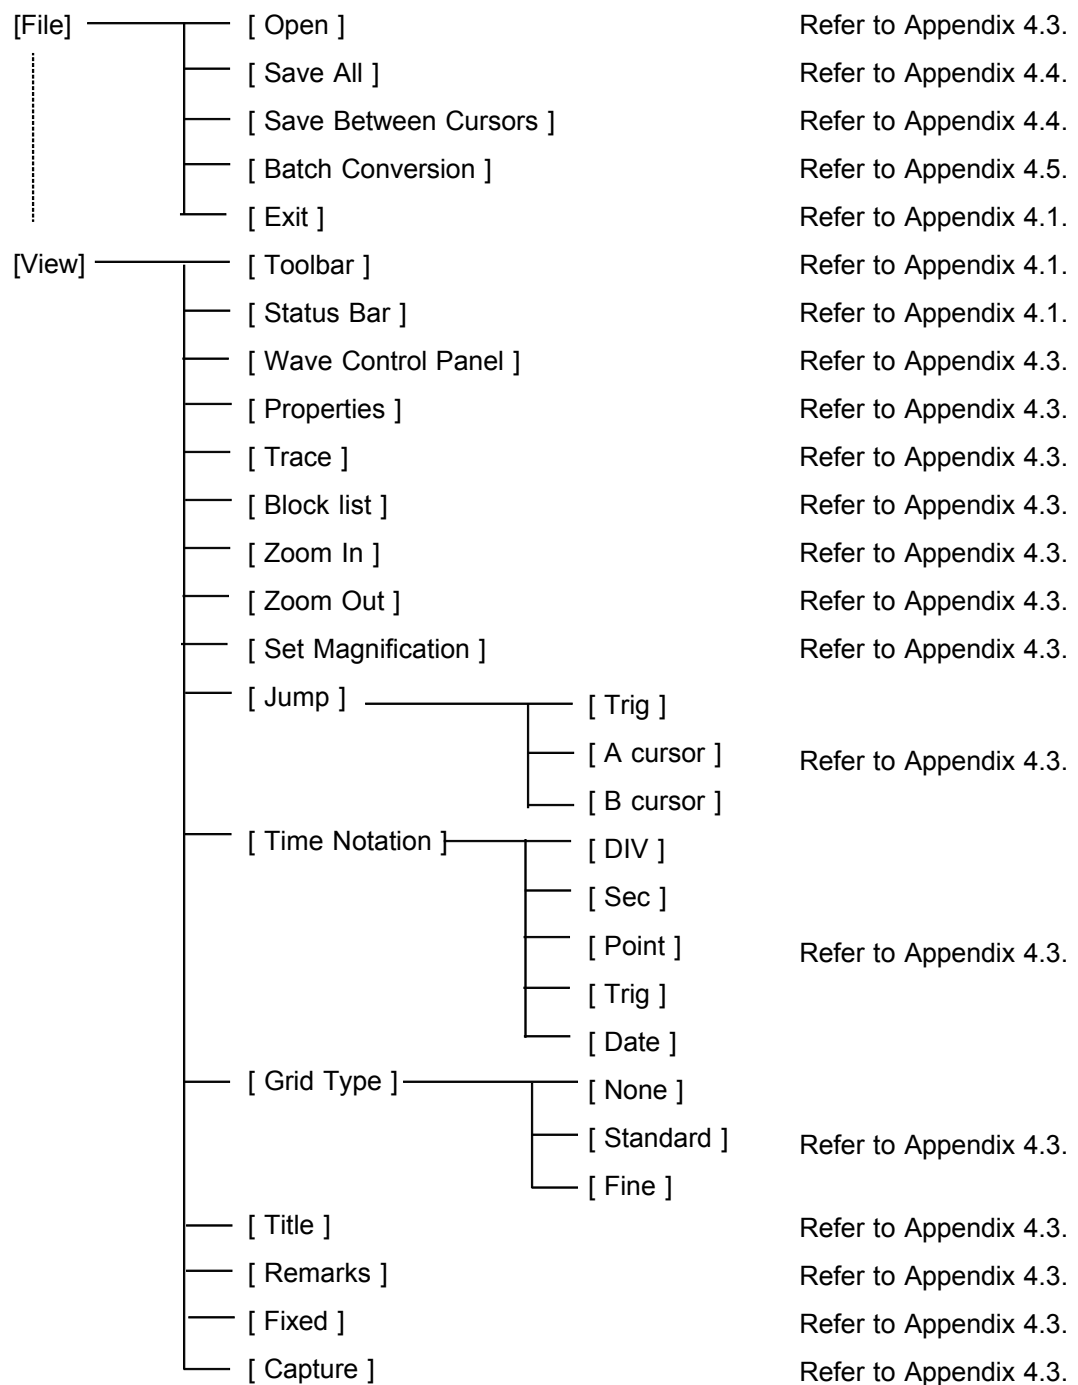 [File] [ Open ] Refer to Appendix 4.3.
[ Save All ] Refer to Appendix 4.4.
[ Save Between Cursors ] Refer to Appendix 4.4.
[ Batch Conversion ] Refer to Appendix 4.5.
[ Exit ] Refer to Appendix 4.1.
[View] [ Toolbar ] Refer to Appendix 4.1.
[ Status Bar ] Refer to Appendix 4.1.
[ Wave Control Panel ] Refer to Appendix 4.3.
[ Properties ] Refer to Appendix 4.3.
[ Trace ] Refer to Appendix 4.3.
[ Block list ] Refer to Appendix 4.3.
[ Zoom In ] Refer to Appendix 4.3.
[ Zoom Out ] Refer to Appendix 4.3.
[ Set Magnification ] Refer to Appendix 4.3.
[ Jump ] [ Trig ]
[ A cursor ] Refer to Appendix 4.3.
[ B cursor ]
[ Time Notation ] [ DIV ]
[ Sec ]
[ Point ] Refer to Appendix 4.3.
[ Trig ]
[ Date ]
[ Grid Type ] [ None ]
[ Standard ] Refer to Appendix 4.3.
[ Fine ]
[ Title ] Refer to Appendix 4.3.
[ Remarks ] Refer to Appendix 4.3.
[ Fixed ] Refer to Appendix 4.3.
[ Capture ] Refer to Appendix 4.3.